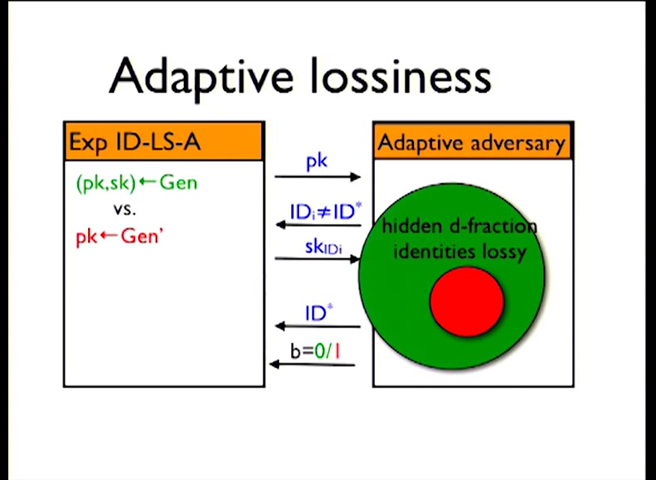 Adaptive lossiness
Exp ID-LS-A
(pk,sk)←Gen
vs.
pk←Gen'
pk
IDi≠ID*
skIDi
ID*
b=0/1
Adaptive adversary
hidden d-fraction
identities lossy